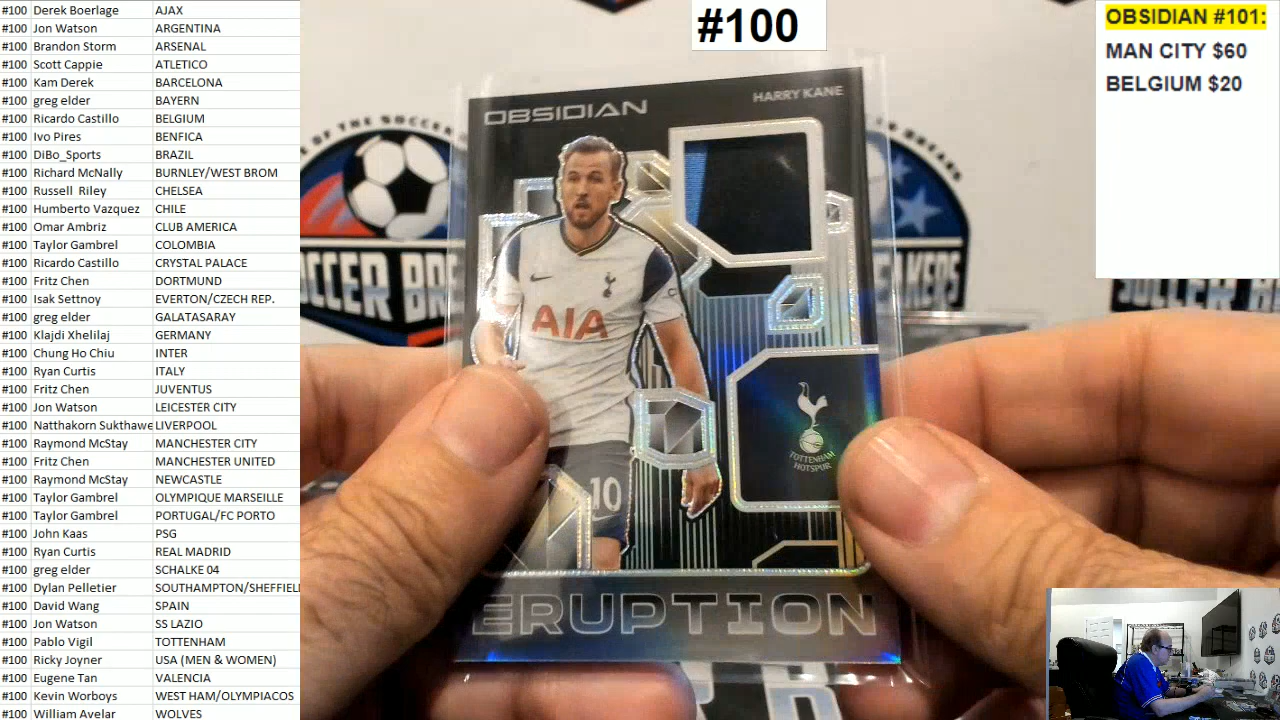 #100 Derek Boerlage AJAX
#100 Jon Watson ARGENTINA
#100 Brandon Storm ARSENAL
#100 Scott Cappie ATLETICO
#100 Kam Derek BARCELONA
#100 greg elder BAYERN
#100 Ricardo Castillo BELGIUM
#100 Ivo Pires BENFICA
#100 DiBo_Sports BRAZIL
#100 Richard McNally BURNLEY/WEST BROM
#100 Russell Riley CHELSEA
#100 Humberto Vazquez CHILE
#100 Omar Ambriz CLUB AMERICA
#100 Taylor Gambrel COLOMBIA
#100 Ricardo Castillo CRYSTAL PALACE
#100 Fritz Chen DORTMUND
#100 Isak Settnoy EVERTON/CZECH REP.
#100 greg elder GALATASARAY
#100 Klajdi Xhelilaj GERMANY
#100 Chung Ho Chiu INTER
#100 Ryan Curtis ITALY
#100 Fritz Chen JUVENTUS
#100 Jon Watson LEICESTER CITY
#100 Natthakorn Sukthawe LIVERPOOL
#100 Raymond McStay MANCHESTER CITY
#100 Fritz Chen MANCHESTER UNITED
#100 Raymond McStay NEWCASTLE
#100 Taylor Gambrel OLYMPIQUE MARSEILLE
#100 Taylor Gambrel PORTUGAL/FC PORTO
#100 John Kaas PSG
#100 Ryan Curtis REAL MADRID
#100 greg elder SCHALKE 04
#100 Dylan Pelletier SOUTHAMPTON/SHEFFIEL
#100 David Wang SPAIN
#100 Jon Watson SS LAZIO
#100 Pablo Vigil TOTTENHAM
#100 Ricky Joyner USA (MEN & WOMEN)
#100 Eugene Tan VALENCIA
#100 Kevin Worboys WEST HAM/OLYMPIACOS
#100 William Avelar WOLVES
#100
OBSIDIAN
HARRY KANE
AIA
10
TOTTENHAM
HOTSPUR
ERUPTION
OF THE SOCCER
SOCCER BRE
AKERS
OBSIDIAN #101:
MAN CITY $60
BELGIUM $20